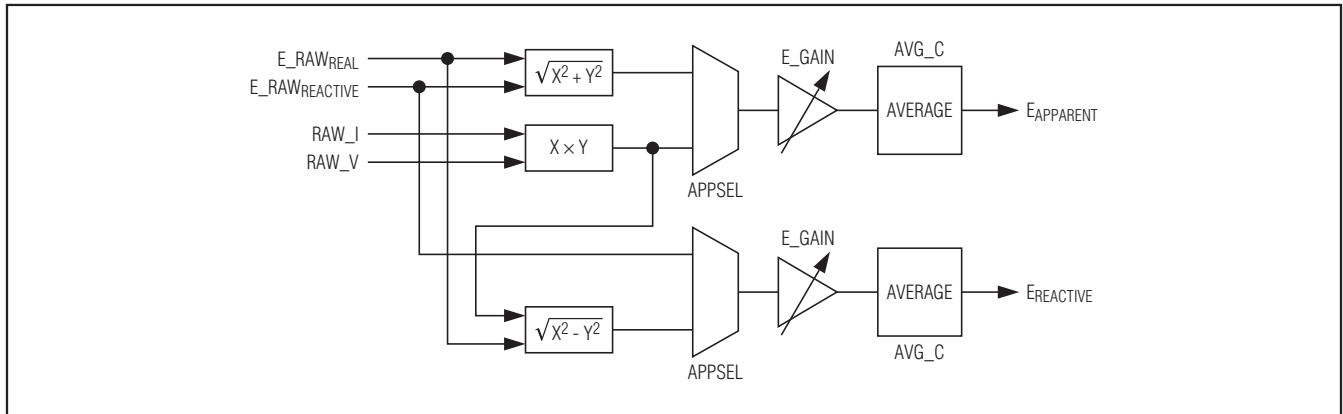 AVG_C
E_RAWREAL
E_GAIN
√X² + Y²
E_RAWREACTIVE
AVERAGE
EAPPARENT
RAW_I
X × Y
RAW_V
APPSEL
E_GAIN
AVERAGE
EREACTIVE
√X² - Y²
AVG_C
APPSEL